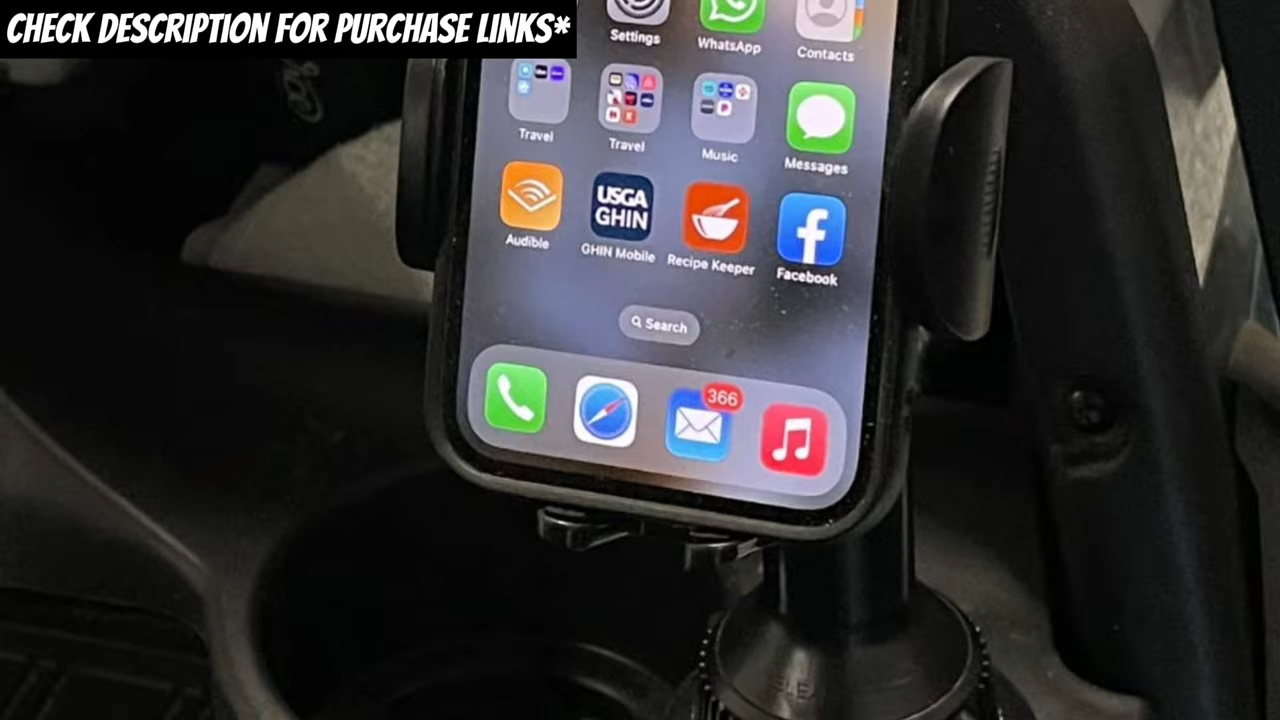 CHECK DESCRIPTION FOR PURCHASE LINKS*
Settings
WhatsApp
Contacts
Travel
Travel
Music
Messages
USGA
GHIN
Audible
GHIN Mobile
Recipe Keeper
Facebook
Search
366